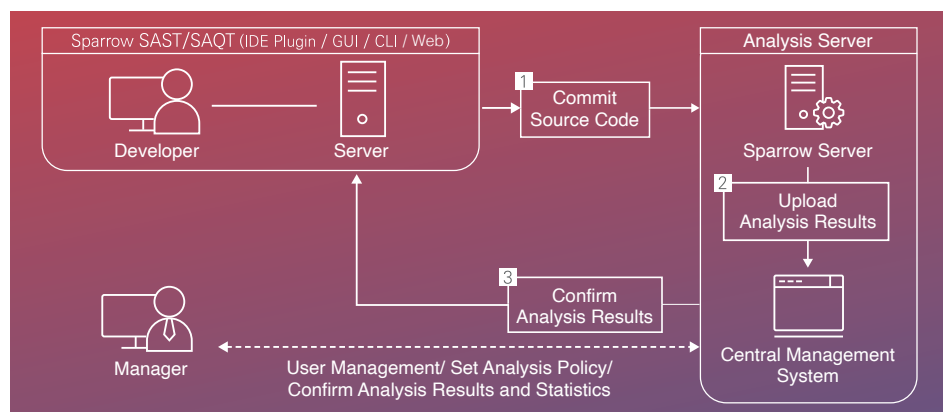 Sparrow SAST/SAQT (IDE Plugin / GUI / CLI / Web)
Developer
Server
1
Commit
Source Code
Analysis Server
Sparrow Server
2
Upload
Analysis Results
3
Confirm
Analysis Results
Central Management
System
Manager
User Management/ Set Analysis Policy/
Confirm Analysis Results and Statistics